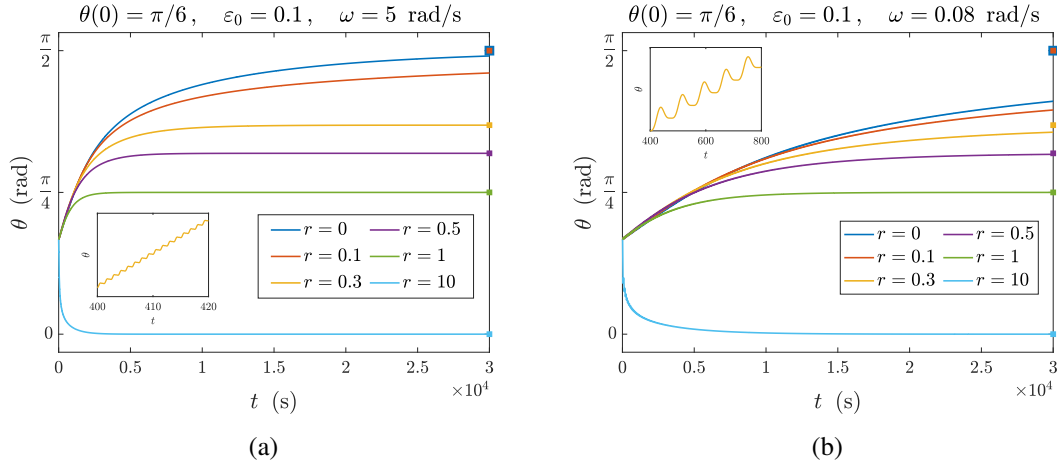 θ(0) = π/6, ε₀ = 0.1, ω = 5 rad/s
π/2
π/4
0
θ (rad)
θ
400 410 420
t
r = 0 r = 0.5
r = 0.1 r = 1
r = 0.3 r = 10
0 0.5 1 1.5 2 2.5 3
×10⁴
t (s)
(a)
θ(0) = π/6, ε₀ = 0.1, ω = 0.08 rad/s
π/2
π/4
0
θ (rad)
θ
400 600 800
t
r = 0 r = 0.5
r = 0.1 r = 1
r = 0.3 r = 10
0 0.5 1 1.5 2 2.5 3
×10⁴
t (s)
(b)